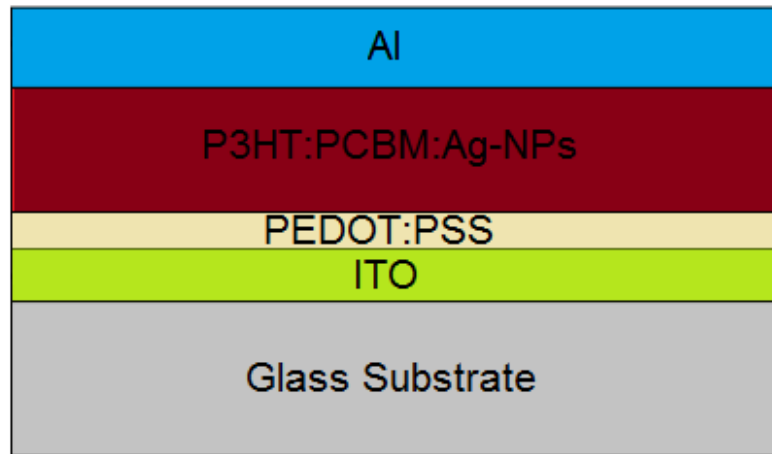 Al
P3HT:PCBM:Ag-NPs
PEDOT:PSS
ITO
Glass Substrate